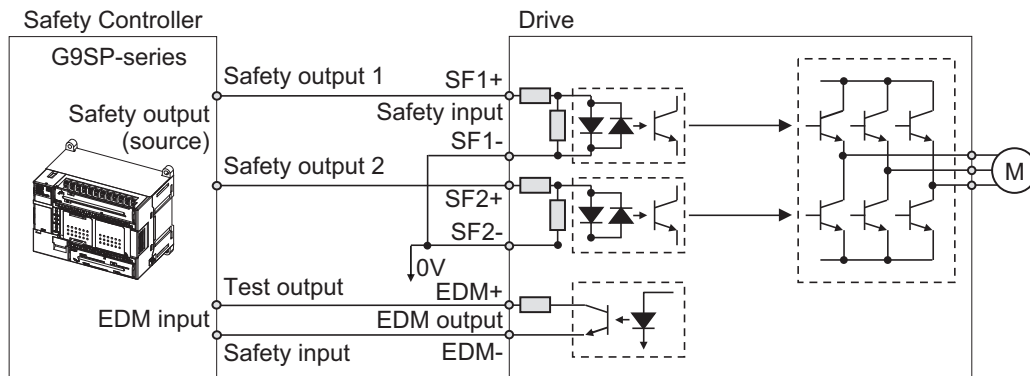 Safety Controller
Drive
G9SP-series
Safety output 1
SF1+
Safety output
(source)
Safety input
SF1-
Safety output 2
SF2+
SF2-
0V
M
Test output
EDM+
EDM input
EDM output
Safety input
EDM-